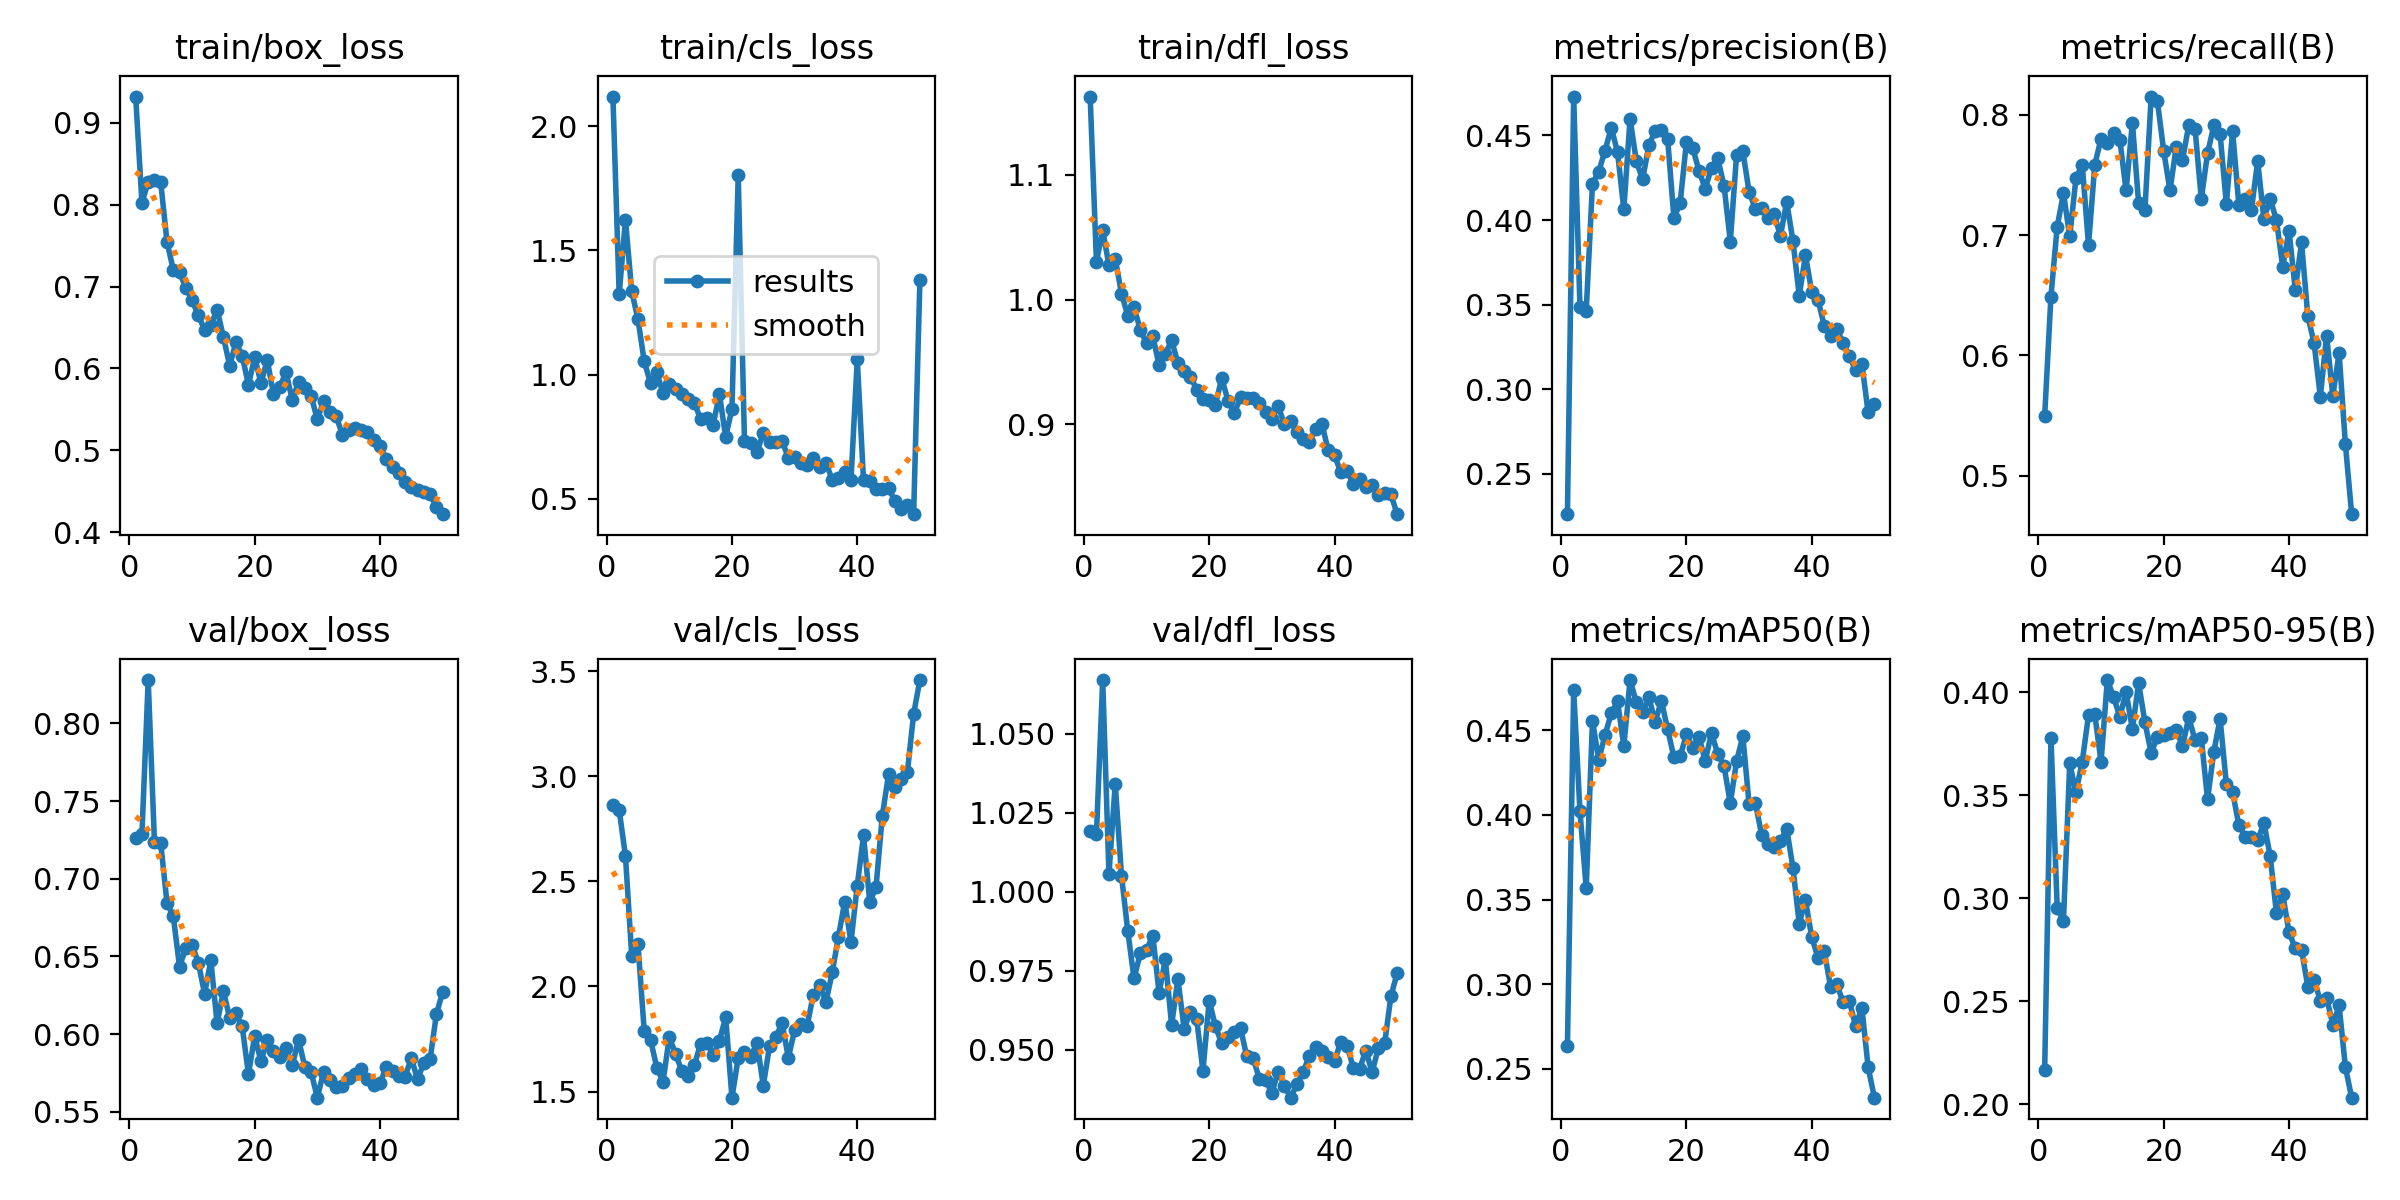 train/box_loss
train/cls_loss
train/dfl_loss
metrics/precision(B)
metrics/recall(B)
0.9
0.8
0.7
0.6
0.5
0.4
0 20 40
2.0
1.5
1.0
0.5
0 20 40
results
smooth
1.1
1.0
0.9
0 20 40
0.45
0.40
0.35
0.30
0.25
0 20 40
0.8
0.7
0.6
0.5
0 20 40
val/box_loss
val/cls_loss
val/dfl_loss
metrics/mAP50(B)
metrics/mAP50-95(B)
0.80
0.75
0.70
0.65
0.60
0.55
0 20 40
3.5
3.0
2.5
2.0
1.5
0 20 40
1.050
1.025
1.000
0.975
0.950
0 20 40
0.45
0.40
0.35
0.30
0.25
0 20 40
0.40
0.35
0.30
0.25
0.20
0 20 40